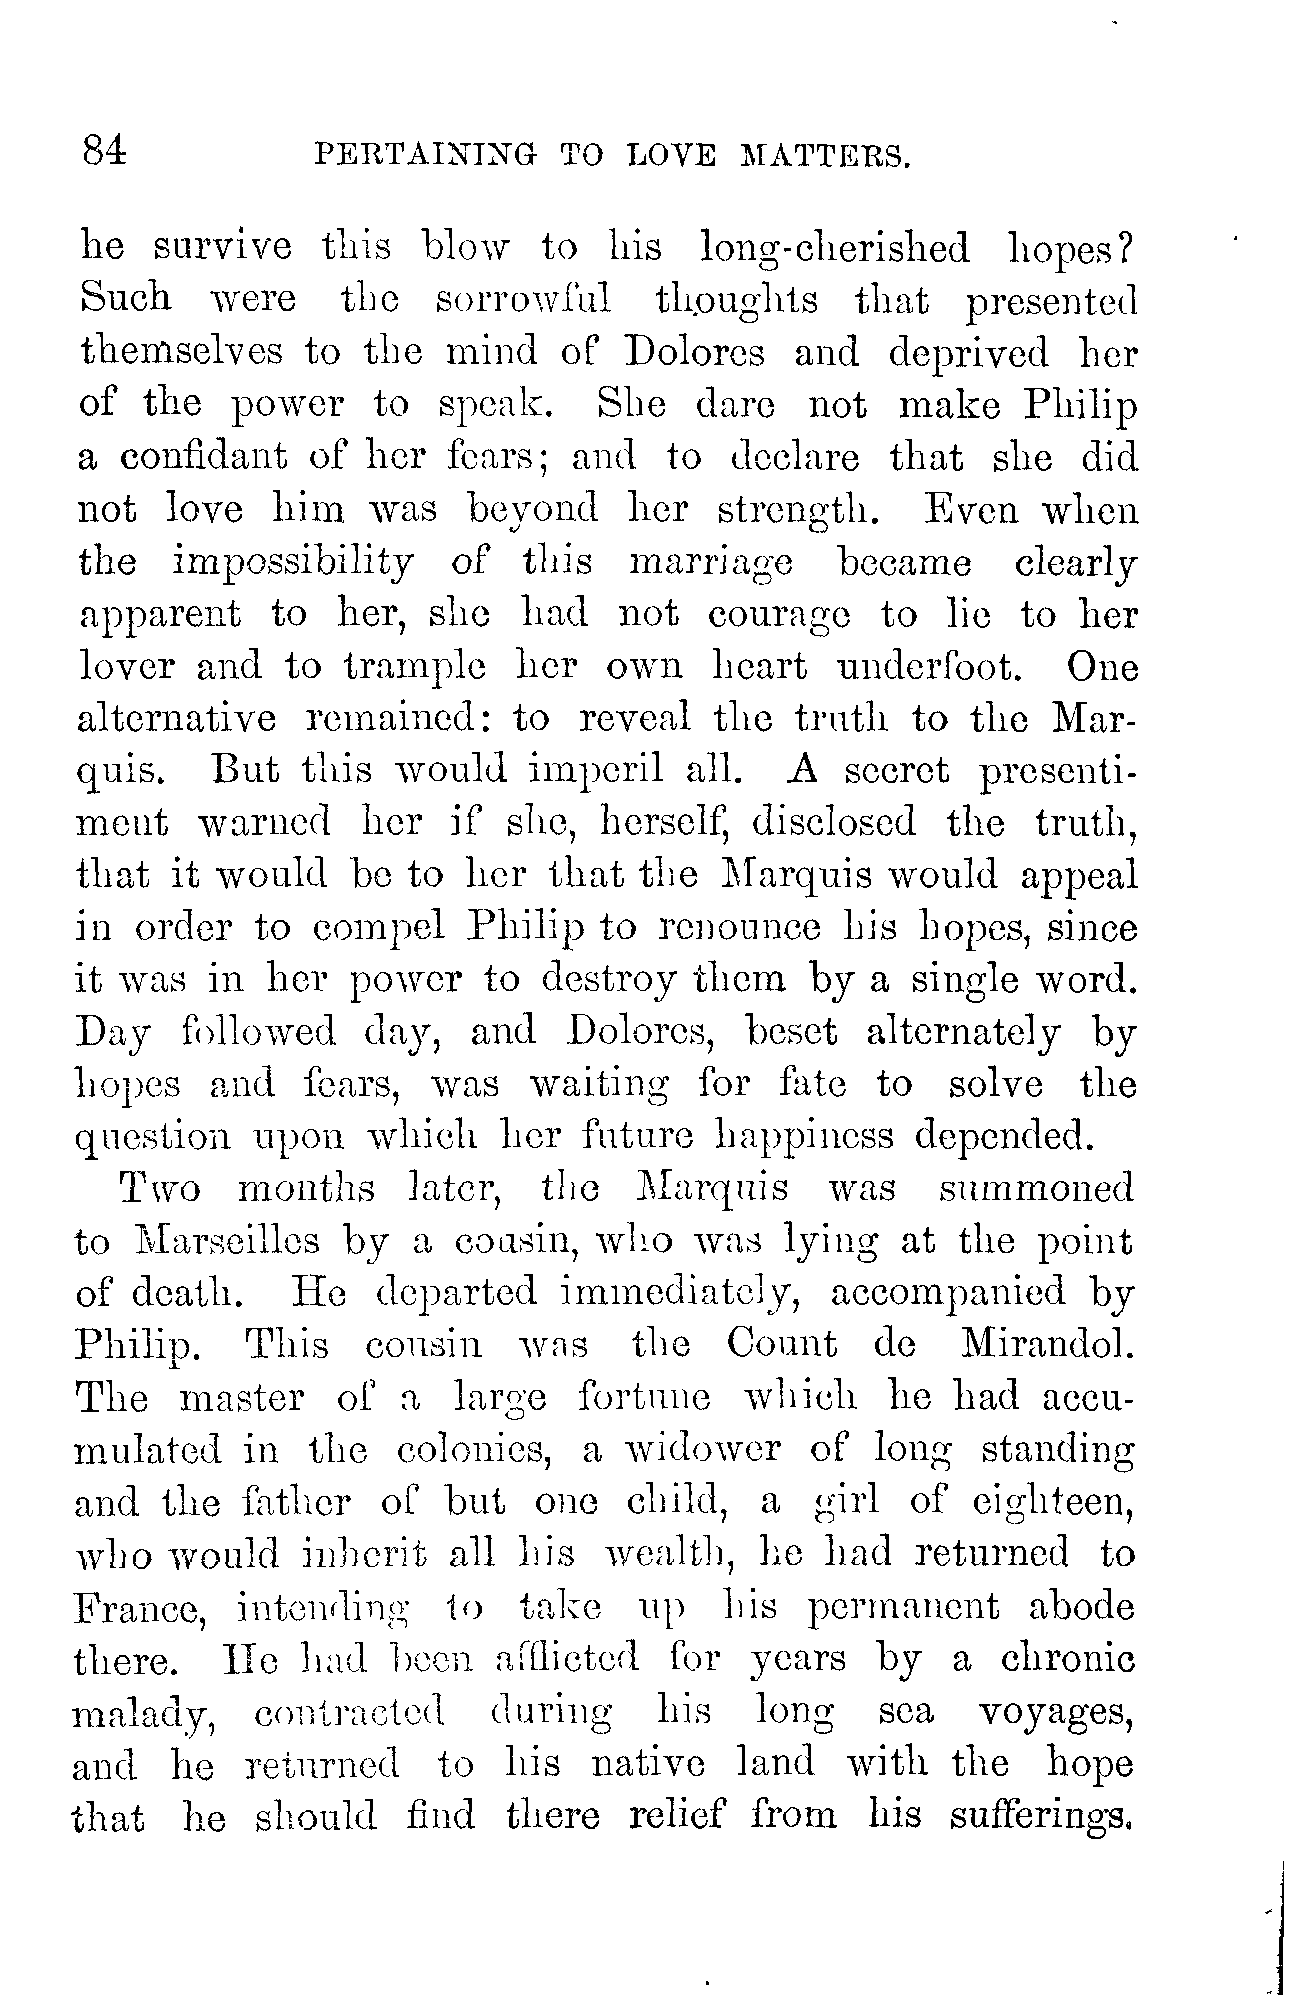 84 PERTAINING TO LOVE MATTERS.
he survive this blow to his long-cherished hopes?
Such were the sorrowful thoughts that presented
themselves to the mind of Dolores and deprived her
of the power to speak. She dare not make Philip
a confidant of her fears; and to declare that she did
not love him was beyond her strength. Even when
the impossibility of this marriage became clearly
apparent to her, she had not courage to lie to her
lover and to trample her own heart underfoot. One
alternative remained: to reveal the truth to the Mar-
quis. But this would imperil all. A secret presenti-
ment warned her if she, herself, disclosed the truth,
that it would be to her that the Marquis would appeal
in order to compel Philip to renounce his hopes, since
it was in her power to destroy them by a single word.
Day followed day, and Dolores, beset alternately by
hopes and fears, was waiting for fate to solve the
question upon which her future happiness depended.
Two months later, the Marquis was summoned
to Marseilles by a cousin, who was lying at the point
of death. He departed immediately, accompanied by
Philip. This cousin was the Count de Mirandol.
The master of a large fortune which he had accu-
mulated in the colonies, a widower of long standing
and the father of but one child, a girl of eighteen,
who would inherit all his wealth, he had returned to
France, intending to take up his permanent abode
there. He had been afflicted for years by a chronic
malady, contracted during his long sea voyages,
and he returned to his native land with the hope
that he should find there relief from his sufferings.